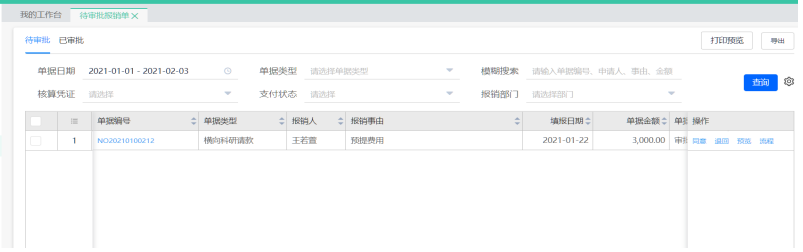 我的工作台 待审批报销单 ×
待审批 已审批 打印预览 导出
单据日期 2021-01-01 - 2021-02-03 单据类型 请选择单据类型 模糊搜索 请输入单据编号、申请人、事由、金额
查询
核算凭证 请选择 支付状态 请选择 报销部门 请选择部门
单据编号 单据类型 报销人 报销事由 填报日期 单据金额 单据 操作
1 NO20210100212 横向科研请款 王若萱 预提费用 2021-01-22 3,000.00 审批 同意 退回 预览 流程